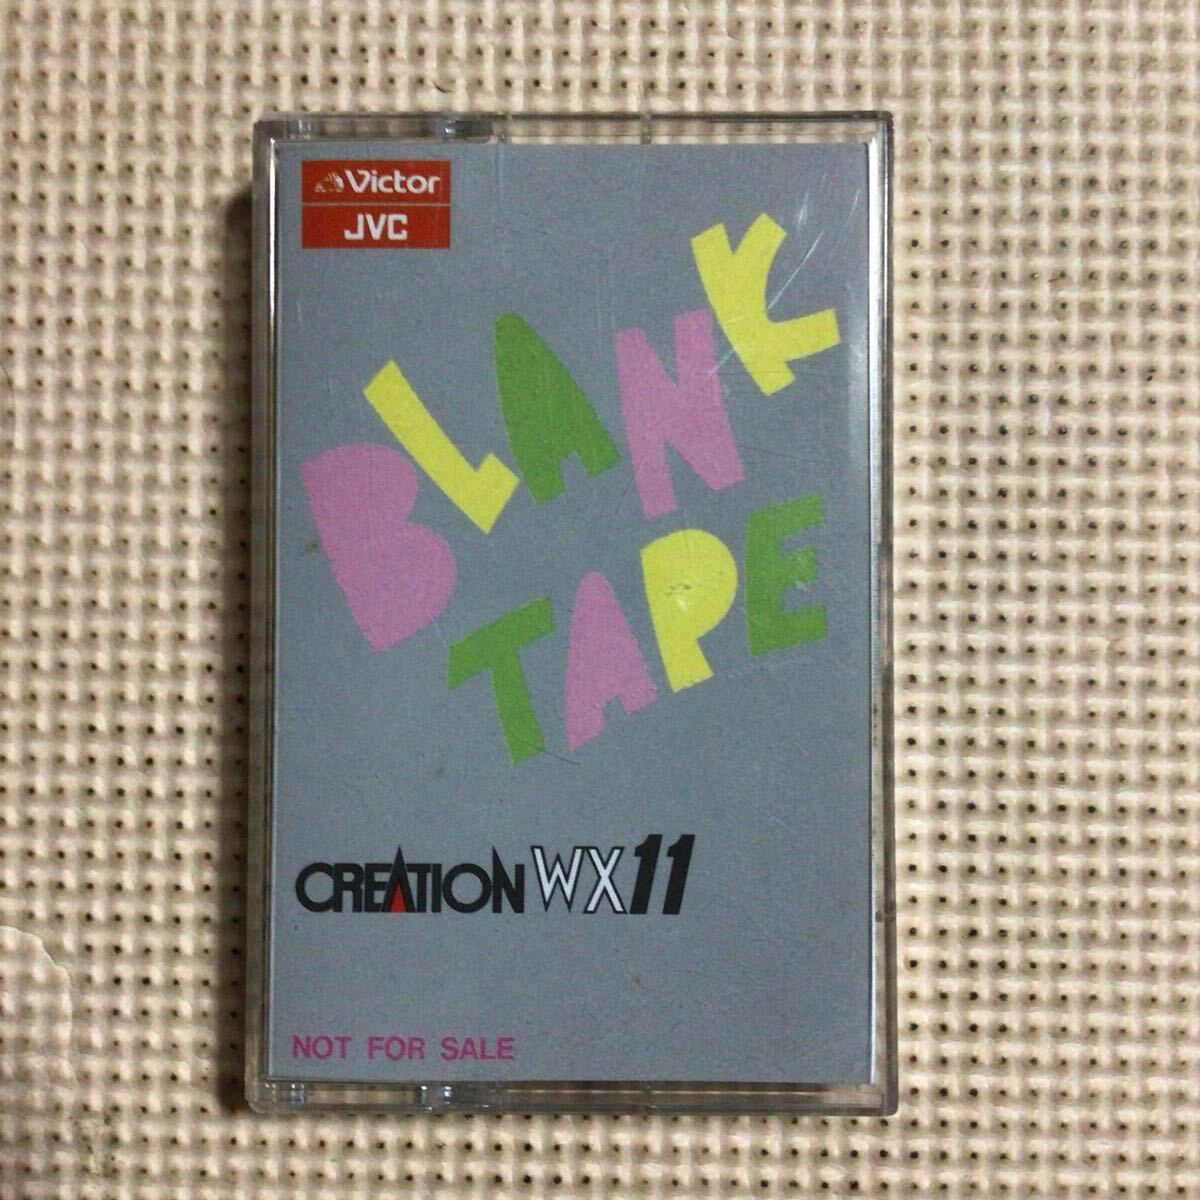 Victor
JVC
BLANK
TAPE
CREATION WX11
NOT FOR SALE